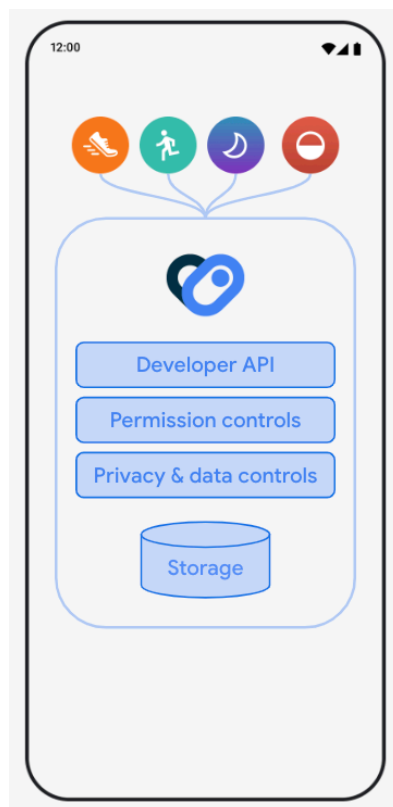 12:00
Developer API
Permission controls
Privacy & data controls
Storage